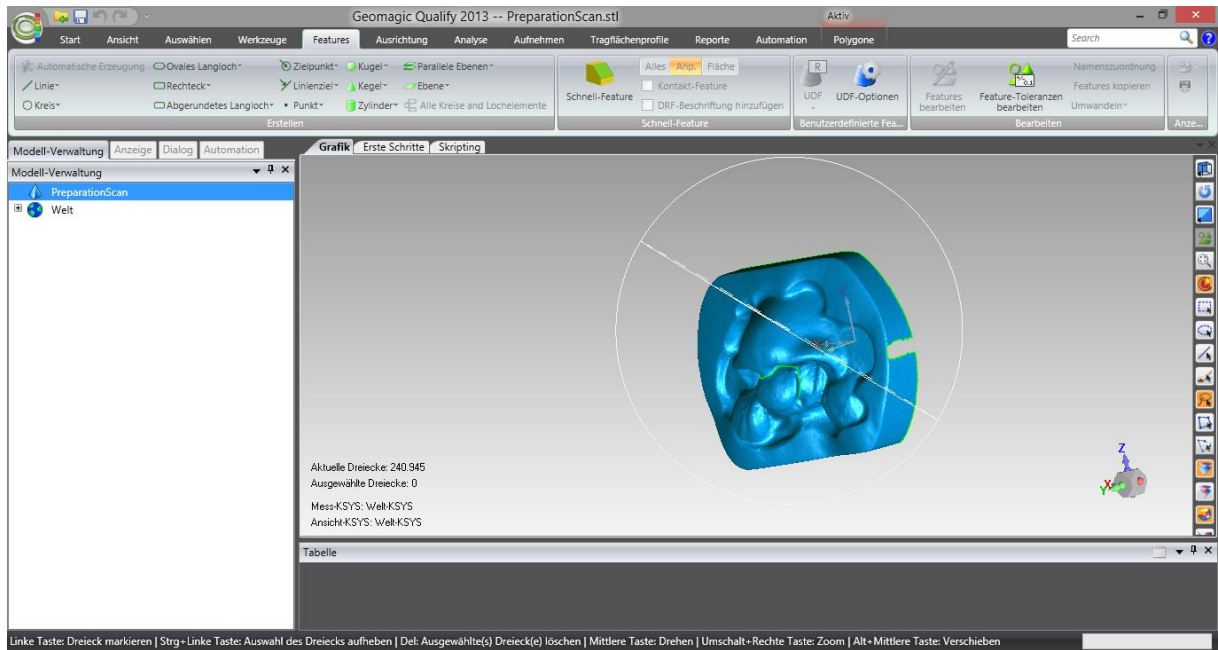 Geomagic Qualify 2013 -- PreparationScan.stl
Aktiv
Start Ansicht Auswählen Werkzeuge Features Ausrichtung Analyse Aufnehmen Tragflächenprofile Reporte Automation Polygone
Search
Automatische Erzeugung Ovales Langloch Zielpunkt Kugel Parallele Ebenen
Linie Rechteck Linienziel Kegel Ebene
Kreis Abgerundetes Langloch Punkt Zylinder Alle Kreise und Lochelemente
Erstellen
Schnell-Feature
Alles Anp. Fläche
Kontakt-Feature
DRF-Beschriftung hinzufügen
Schnell-Feature
R
UDF UDF-Optionen
Benutzerdefinierte Fea...
Features bearbeiten
Feature-Toleranzen bearbeiten
Namenszuordnung
Features kopieren
Umwandeln
Bearbeiten
Anze...
Modell-Verwaltung Anzeige Dialog Automation
Grafik Erste Schritte Skripting
Modell-Verwaltung
PreparationScan
Welt
Z
X
Aktuelle Dreiecke: 240.945
Ausgewählte Dreiecke: 0
Mess-KSYS: Welt-KSYS
Ansicht-KSYS: Welt-KSYS
Z
X
Y
Tabelle
Linke Taste: Dreieck markieren | Strg+Linke Taste: Auswahl des Dreiecks aufheben | Del: Ausgewählte(s) Dreieck(e) löschen | Mittlere Taste: Drehen | Umschalt+Rechte Taste: Zoom | Alt+Mittlere Taste: Verschieben